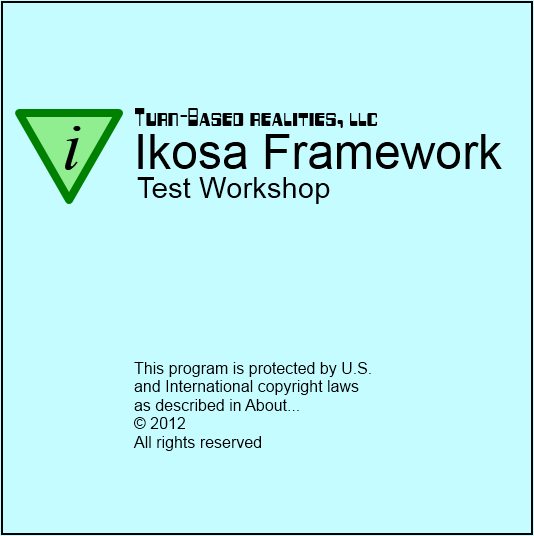 i
Turn-Based realities, llc
Ikosa Framework
Test Workshop
This program is protected by U.S.
and International copyright laws
as described in About...
© 2012
All rights reserved